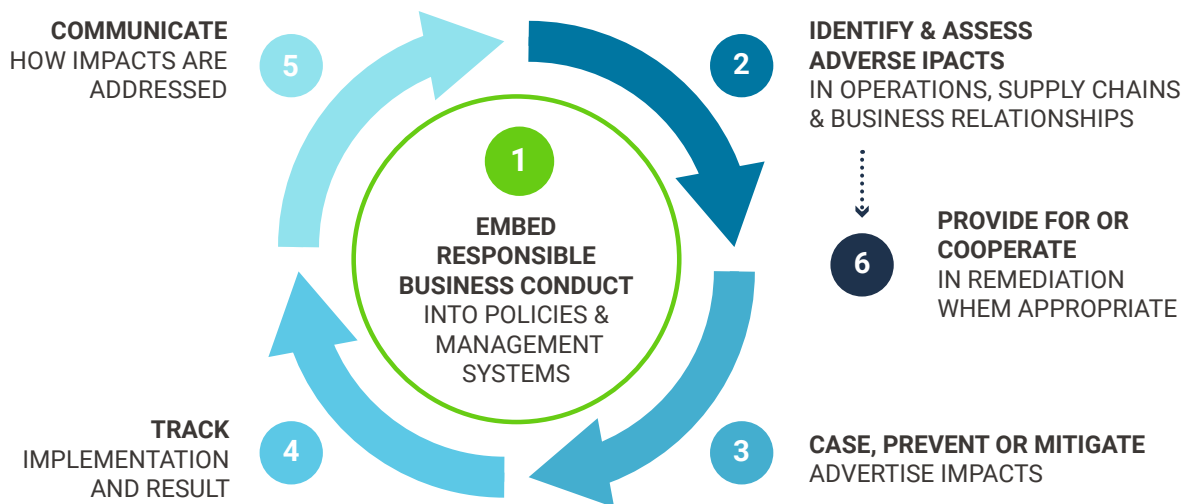 1
EMBED
RESPONSIBLE
BUSINESS CONDUCT
INTO POLICIES &
MANAGEMENT
SYSTEMS
2
IDENTIFY & ASSESS
ADVERSE IPACTS
IN OPERATIONS, SUPPLY CHAINS
& BUSINESS RELATIONSHIPS
3
CASE, PREVENT OR MITIGATE
ADVERTISE IMPACTS
4
TRACK
IMPLEMENTATION
AND RESULT
5
COMMUNICATE
HOW IMPACTS ARE
ADDRESSED
6
PROVIDE FOR OR
COOPERATE
IN REMEDIATION
WHEM APPROPRIATE